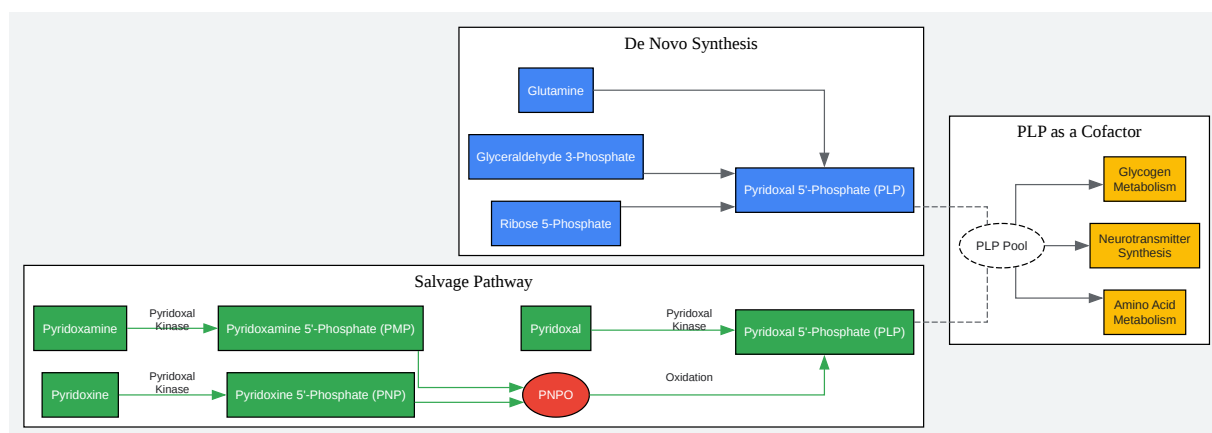 De Novo Synthesis
Glutamine
Glyceraldehyde 3-Phosphate
Pyridoxal 5'-Phosphate (PLP)
Ribose 5-Phosphate
PLP as a Cofactor
Glycogen
Metabolism
PLP Pool
Neurotransmitter
Synthesis
Amino Acid
Metabolism
Salvage Pathway
Pyridoxamine
Pyridoxal
Kinase
Pyridoxamine 5'-Phosphate (PMP)
Pyridoxal
Pyridoxal
Kinase
Pyridoxal 5'-Phosphate (PLP)
Pyridoxine
Pyridoxal
Kinase
Pyridoxine 5'-Phosphate (PNP)
PNPO
Oxidation